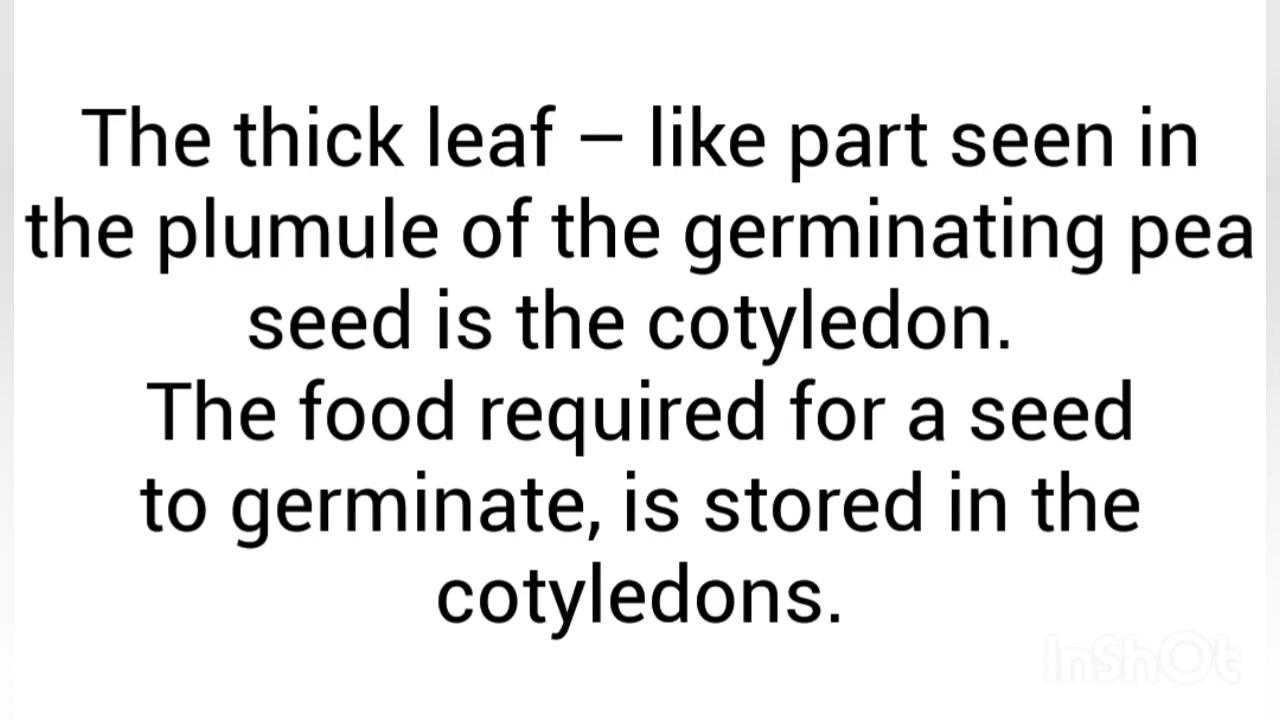 The thick leaf – like part seen in
the plumule of the germinating pea
seed is the cotyledon.
The food required for a seed
to germinate, is stored in the
cotyledons.
InShOt